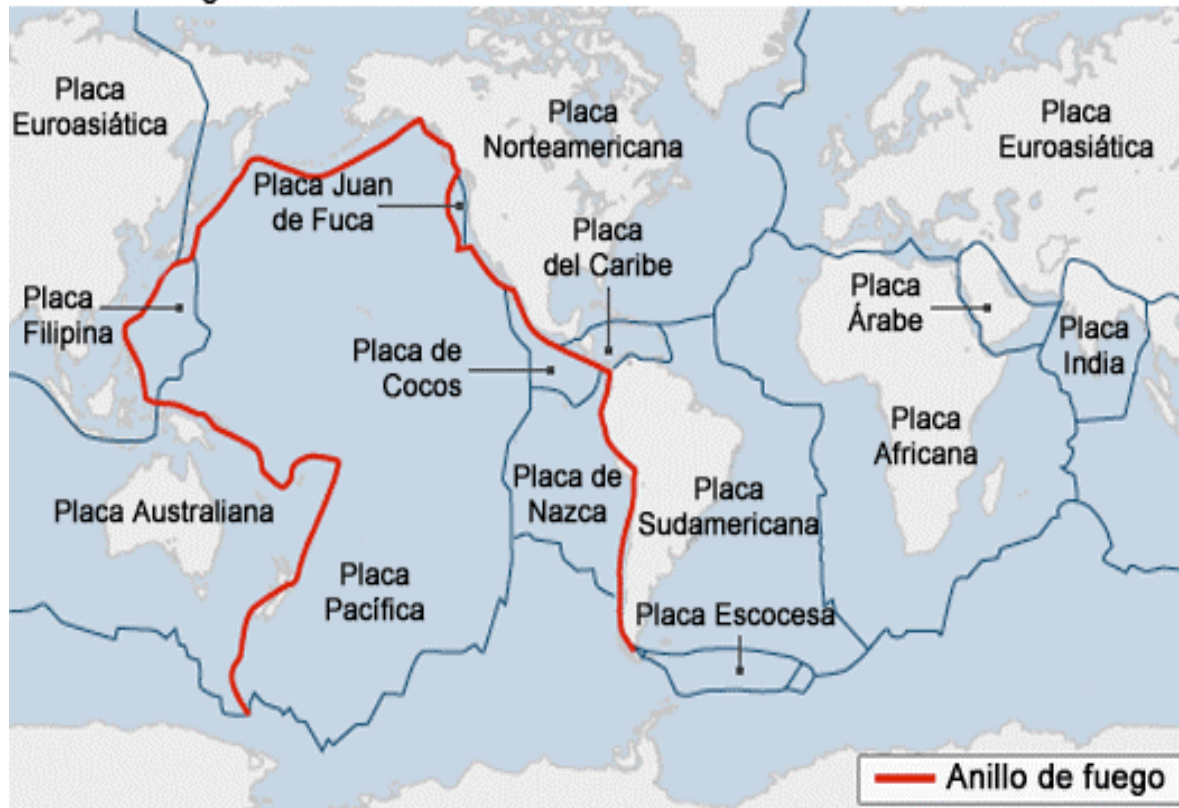 Placa
Euroasiática
Placa
Norteamericana
Placa
Euroasiática
Placa Juan
de Fuca
Placa
del Caribe
Placa
Filipina
Placa
Árabe
Placa
India
Placa de
Cocos
Placa
Africana
Placa Australiana
Placa de
Nazca
Placa
Sudamericana
Placa
Pacífica
Placa Escocesa
Anillo de fuego